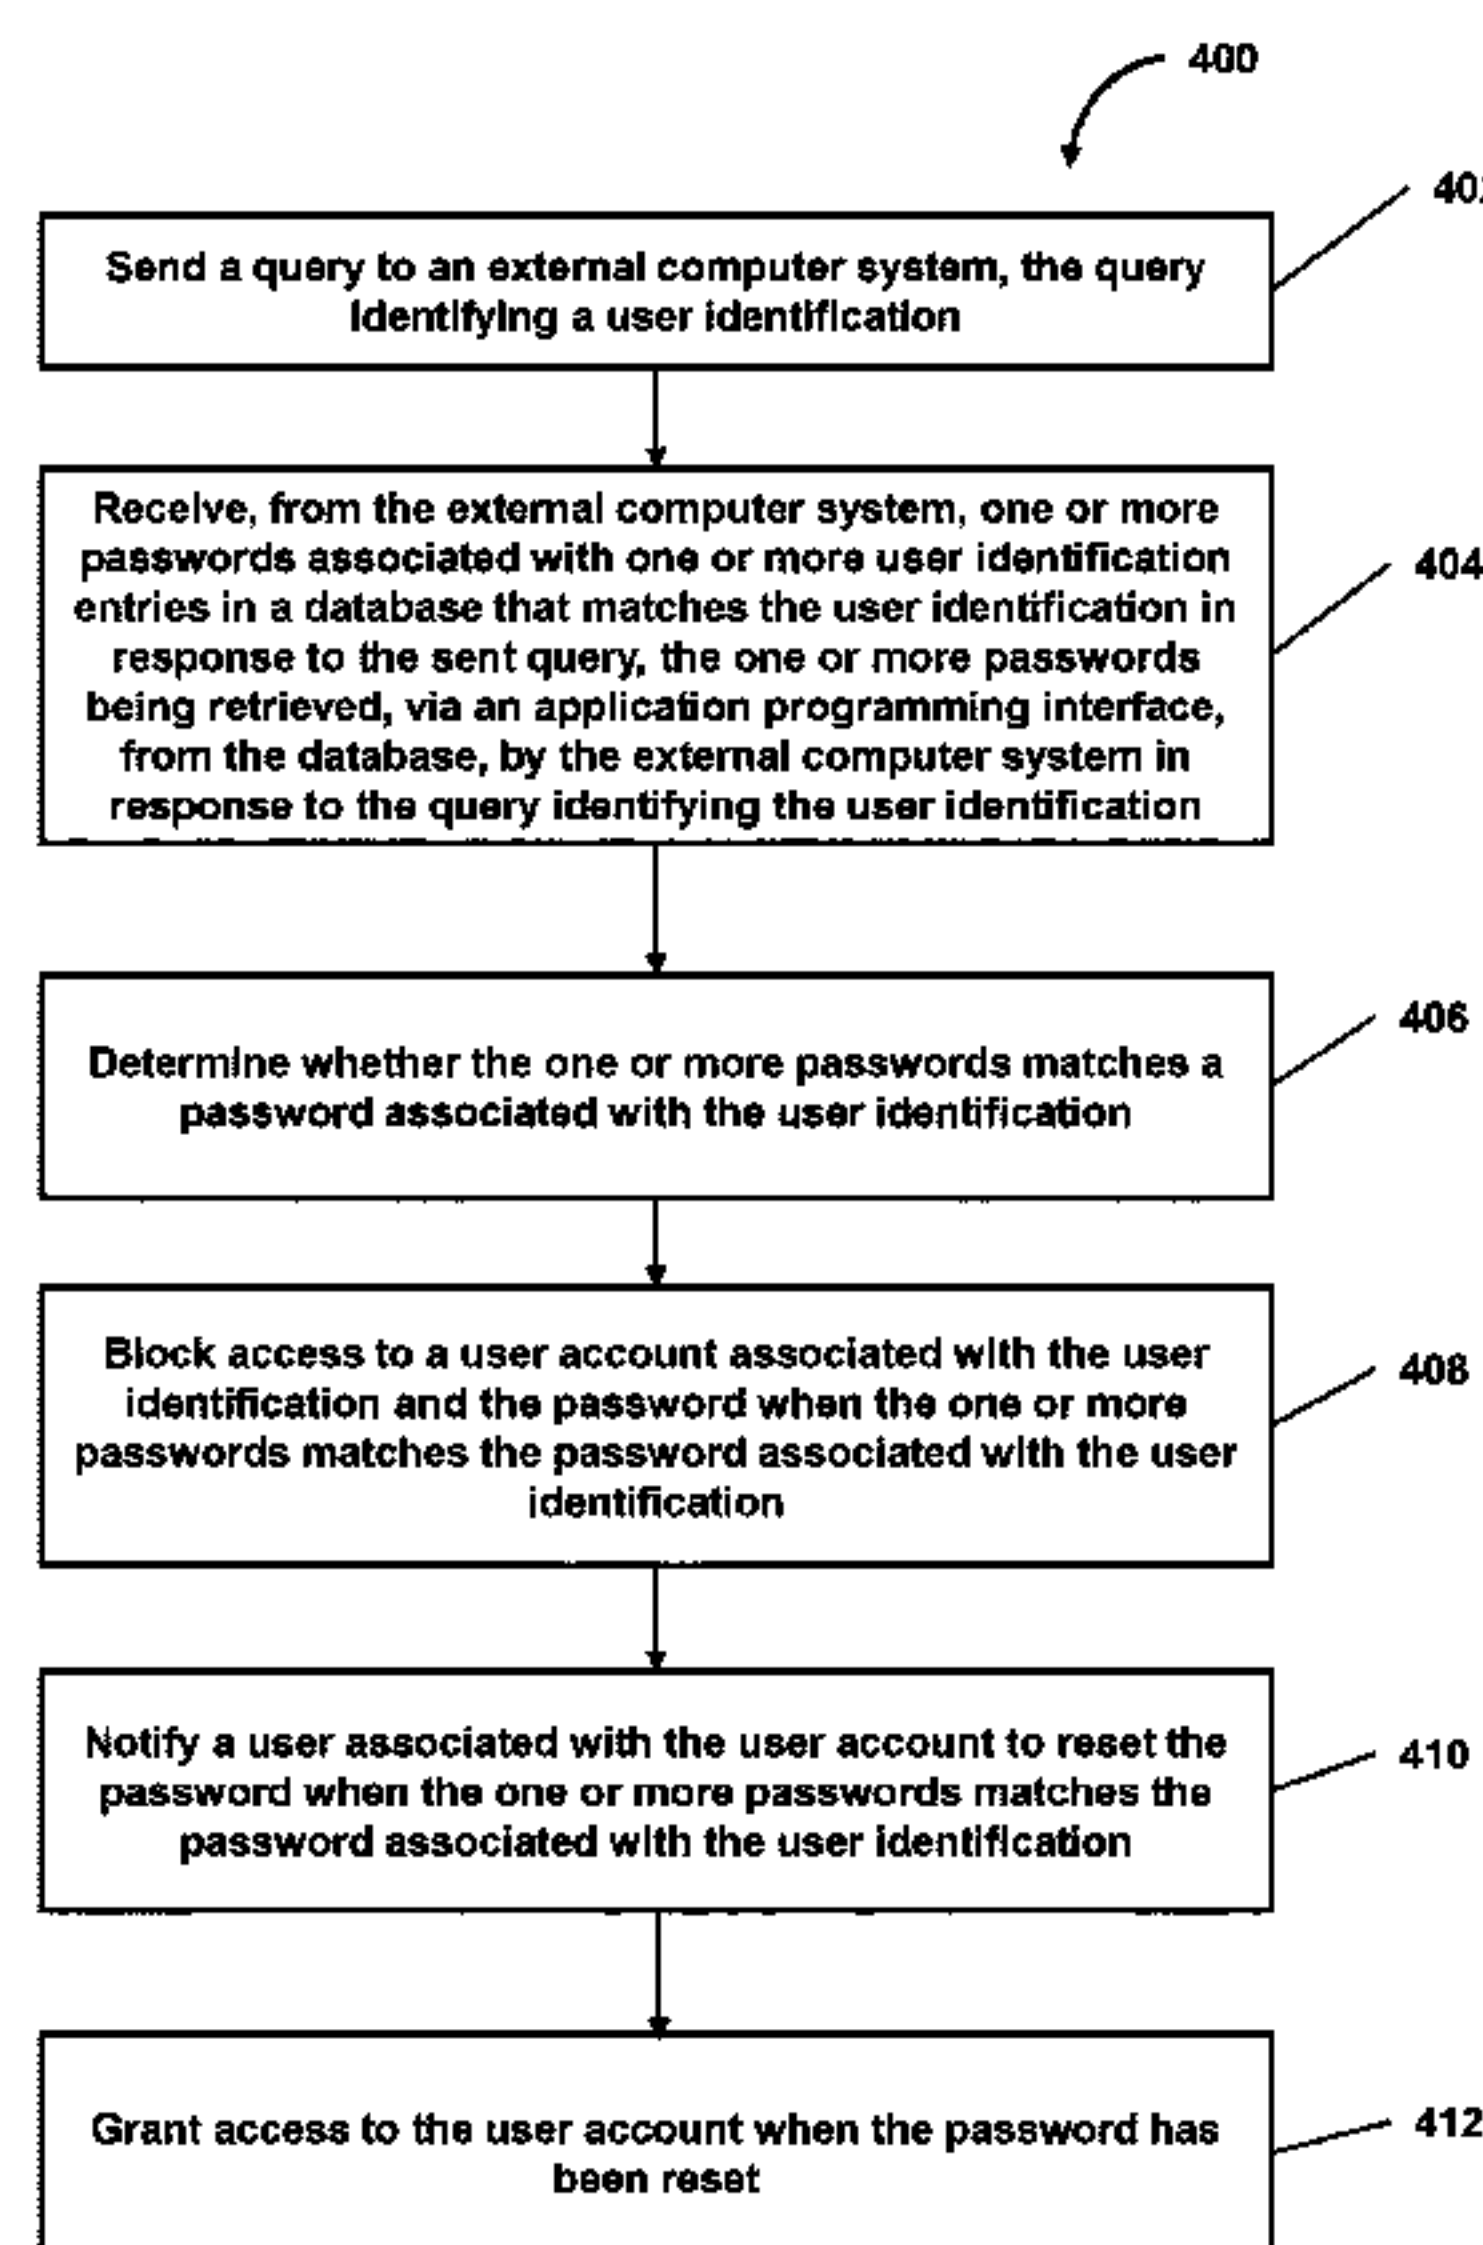 400
Send a query to an external computer system, the query
identifying a user identification
Receive, from the external computer system, one or more
passwords associated with one or more user identification
entries in a database that matches the user identification in
response to the sent query, the one or more passwords
being retrieved, via an application programming interface,
from the database, by the external computer system in
response to the query identifying the user identification
404
Determine whether the one or more passwords matches a
password associated with the user identification
406
Block access to a user account associated with the user
identification and the password when the one or more
passwords matches the password associated with the user
identification
408
Notify a user associated with the user account to reset the
password when the one or more passwords matches the
password associated with the user identification
410
Grant access to the user account when the password has
been reset
412